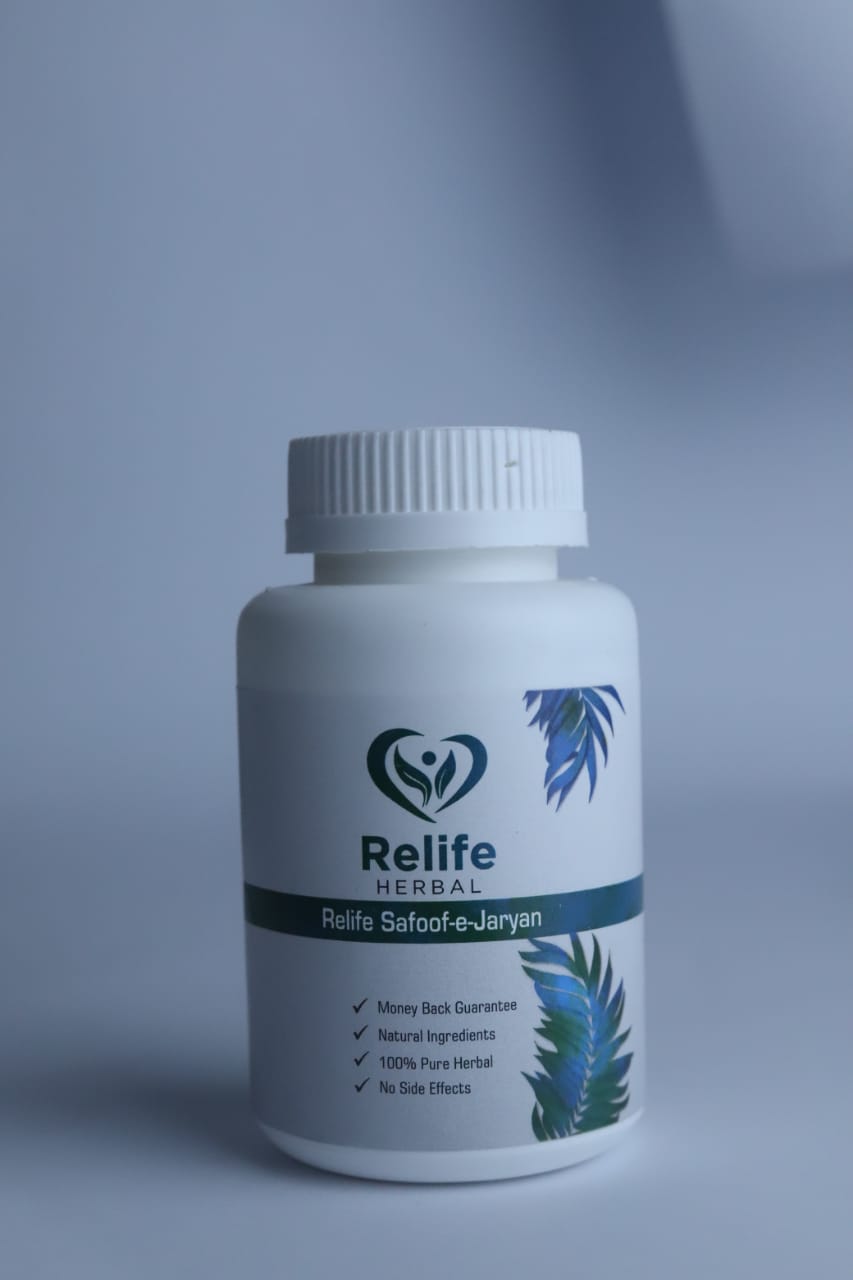 Relife
HERBAL
Relife Safoof-e-Jaryan
✓ Money Back Guarantee
✓ Natural Ingredients
✓ 100% Pure Herbal
✓ No Side Effects